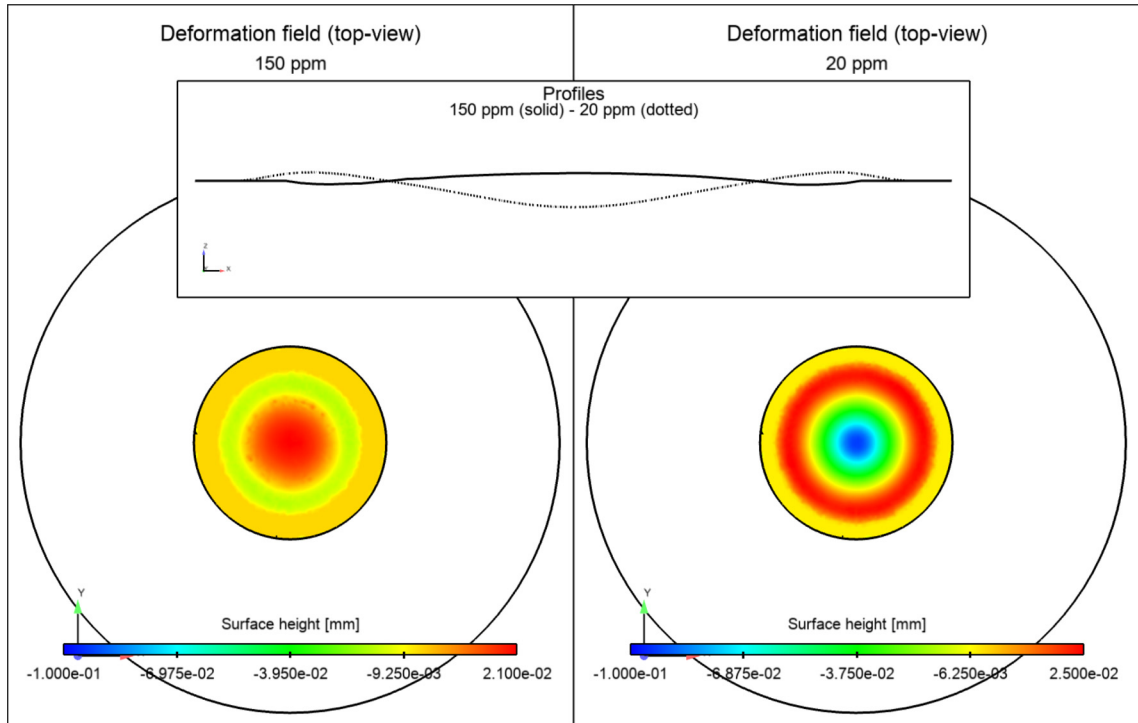 Deformation field (top-view)
150 ppm
Deformation field (top-view)
20 ppm
Profiles
150 ppm (solid) - 20 ppm (dotted)
Z
X
Y
Surface height [mm]
-1.000e-01 -6.975e-02 -3.950e-02 -9.250e-03 2.100e-02
Y
Surface height [mm]
-1.000e-01 -6.875e-02 -3.750e-02 -6.250e-03 2.500e-02